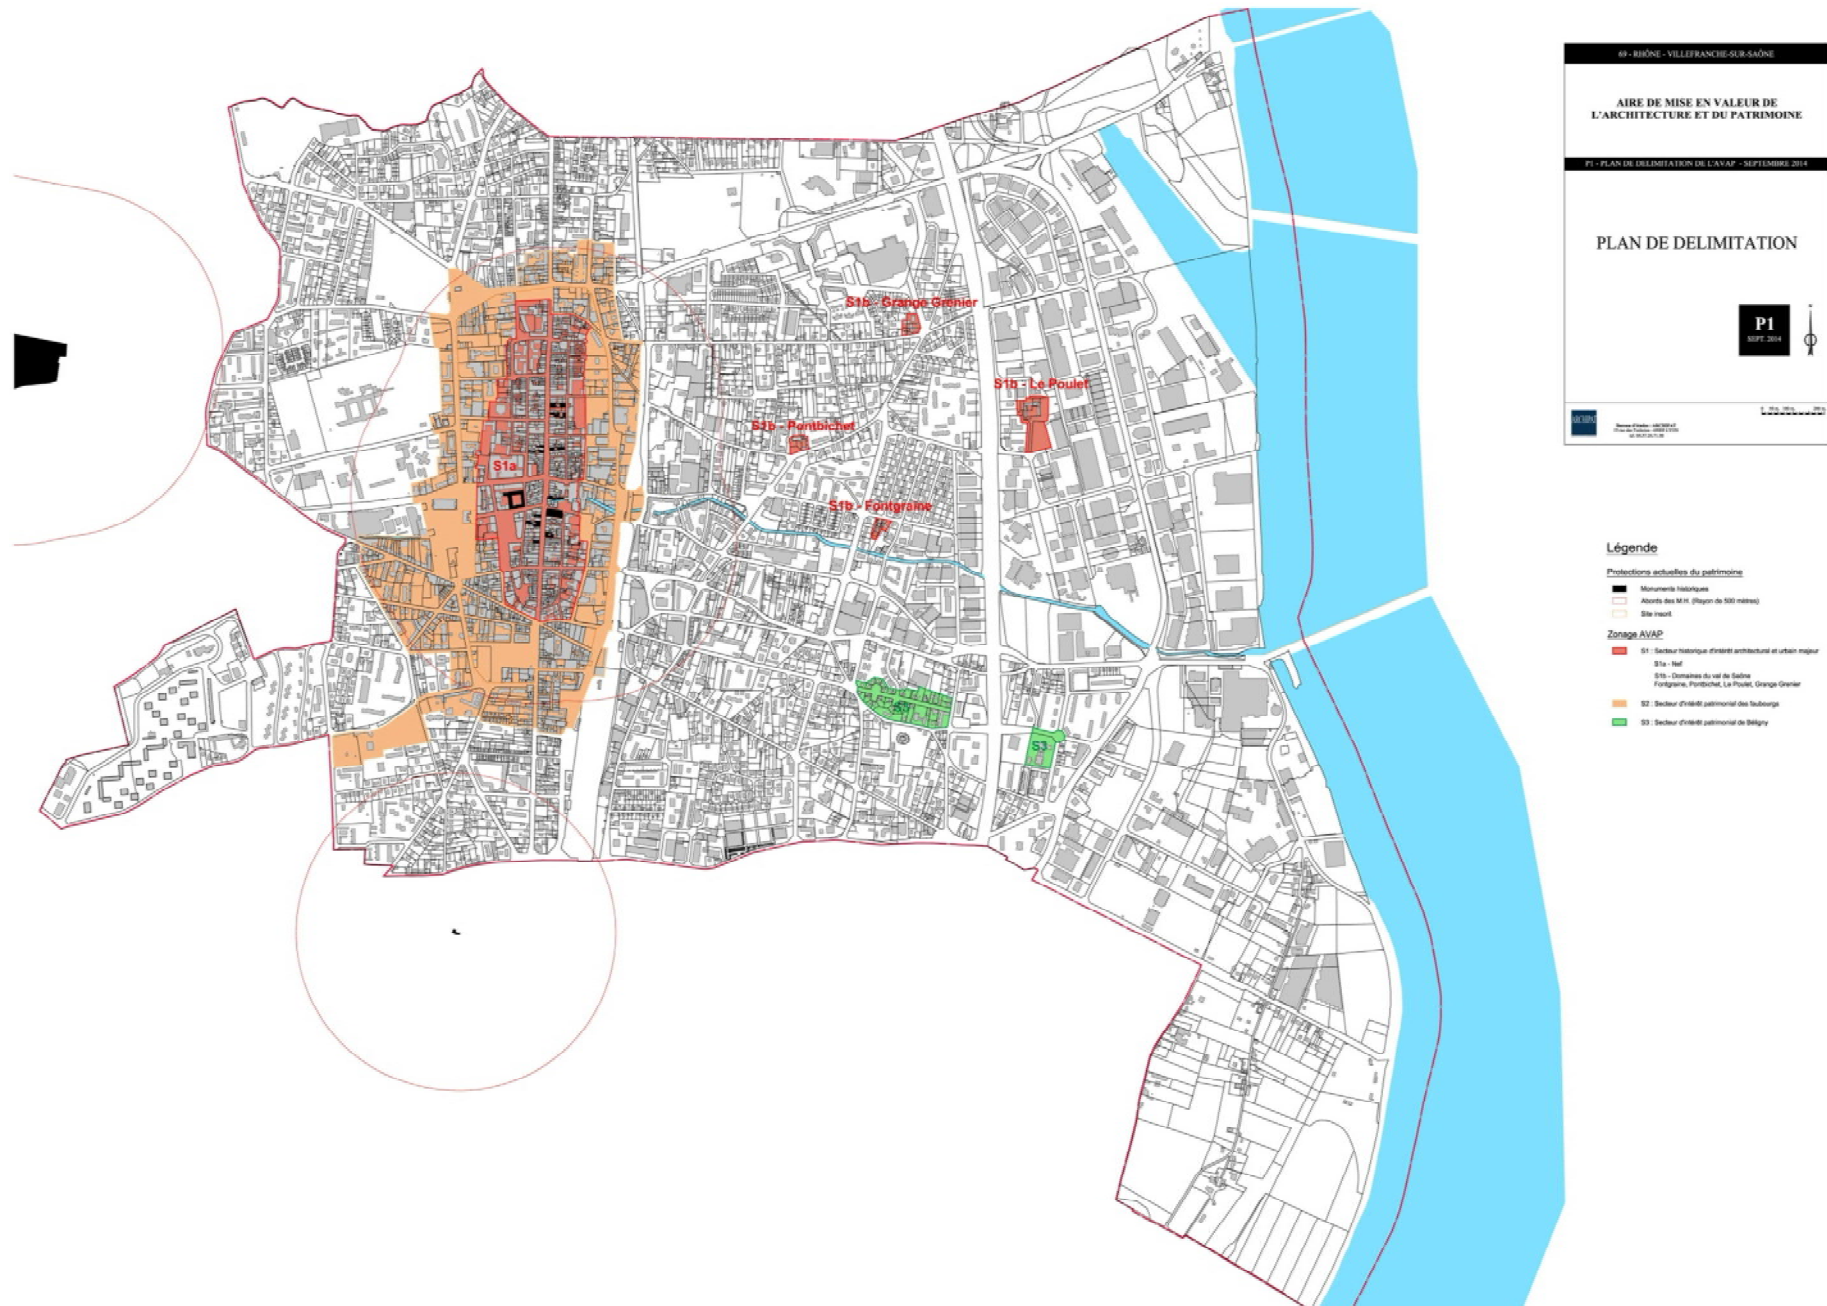 69 - RHÔNE - VILLEFRANCHE-SUR-SAÔNE
AIRE DE MISE EN VALEUR DE
L'ARCHITECTURE ET DU PATRIMOINE
P1 - PLAN DE DELIMITATION DE L'AVAP - SEPTEMBRE 2014
PLAN DE DELIMITATION
P1
SEPT. 2014
S1b - Grange Grenier
S1b - Le Poulet
S1b - Pontbichet
S1a
S1b - Fontgraine
S3
S3
Légende
Protections actuelles du patrimoine
Monuments historiques
Abords des M.H. (Rayon de 500 mètres)
Site inscrit
Zonage AVAP
S1 : Secteur historique d'intérêt architectural et urbain majeur
S1a - Nef
S1b - Domaines du val de Saône
Fontgraine, Pontbichet, Le Poulet, Grange Grenier
S2 : Secteur d'intérêt patrimonial des faubourgs
S3 : Secteur d'intérêt patrimonial de Béligny